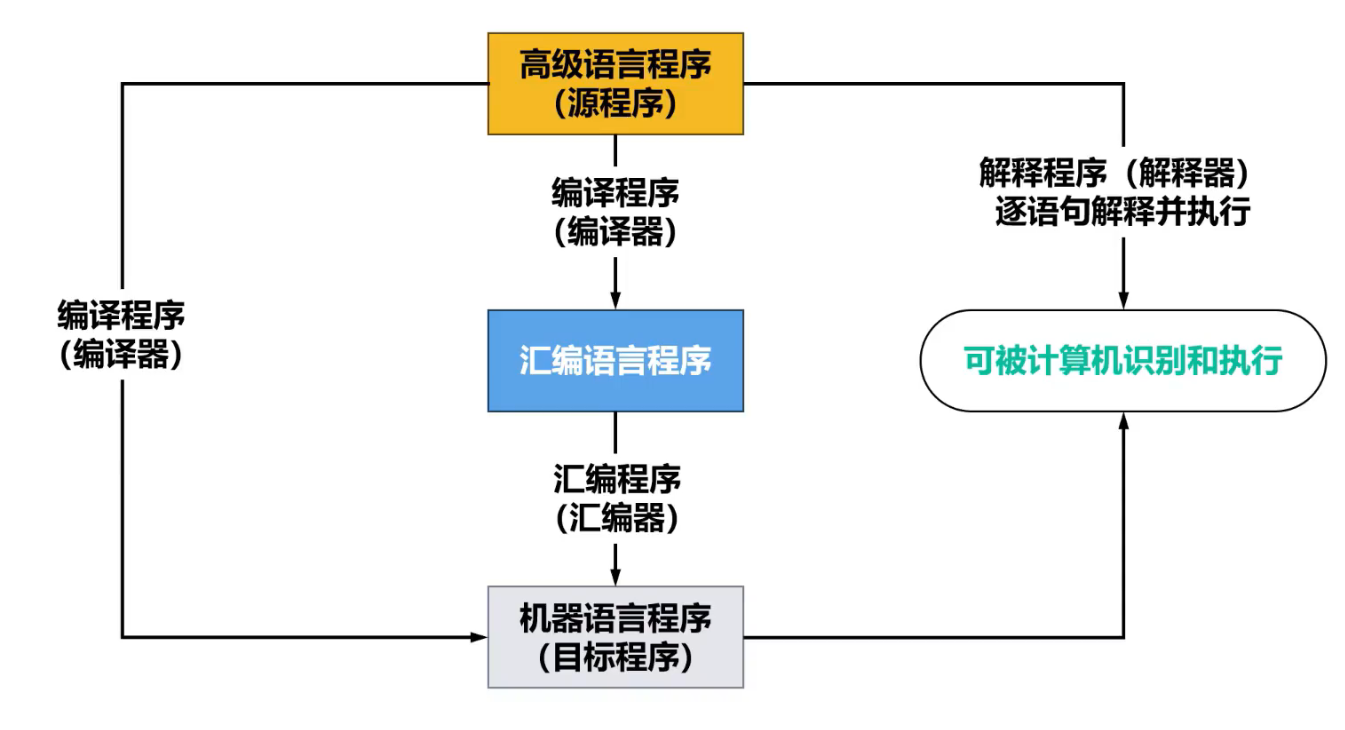 高级语言程序
（源程序）
编译程序
（编译器）
解释程序（解释器）
逐语句解释并执行
编译程序
（编译器）
汇编语言程序
可被计算机识别和执行
汇编程序
（汇编器）
机器语言程序
（目标程序）